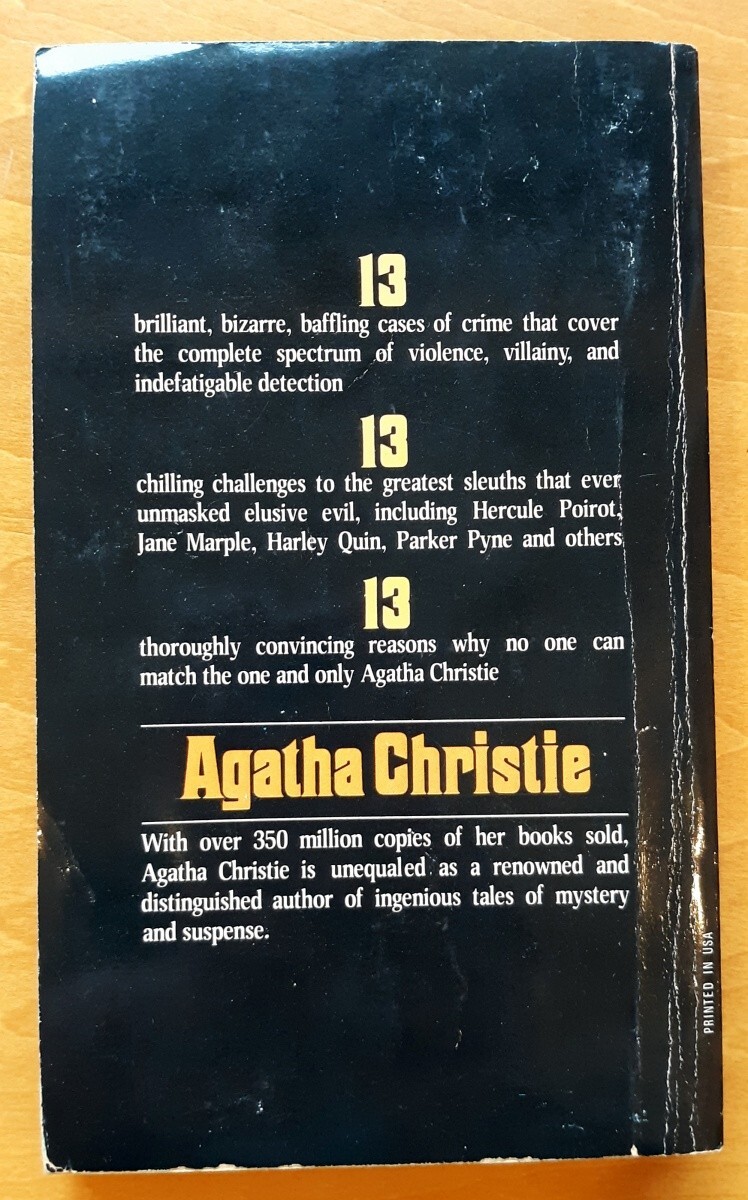 13
brilliant, bizarre, baffling cases of crime that cover
the complete spectrum of violence, villainy, and
indefatigable detection
13
chilling challenges to the greatest sleuths that ever
unmasked elusive evil, including Hercule Poirot,
Jane Marple, Harley Quin, Parker Pyne and others
13
thoroughly convincing reasons why no one can
match the one and only Agatha Christie
Agatha Christie
With over 350 million copies of her books sold,
Agatha Christie is unequaled as a renowned and
distinguished author of ingenious tales of mystery
and suspense.
PRINTED IN USA